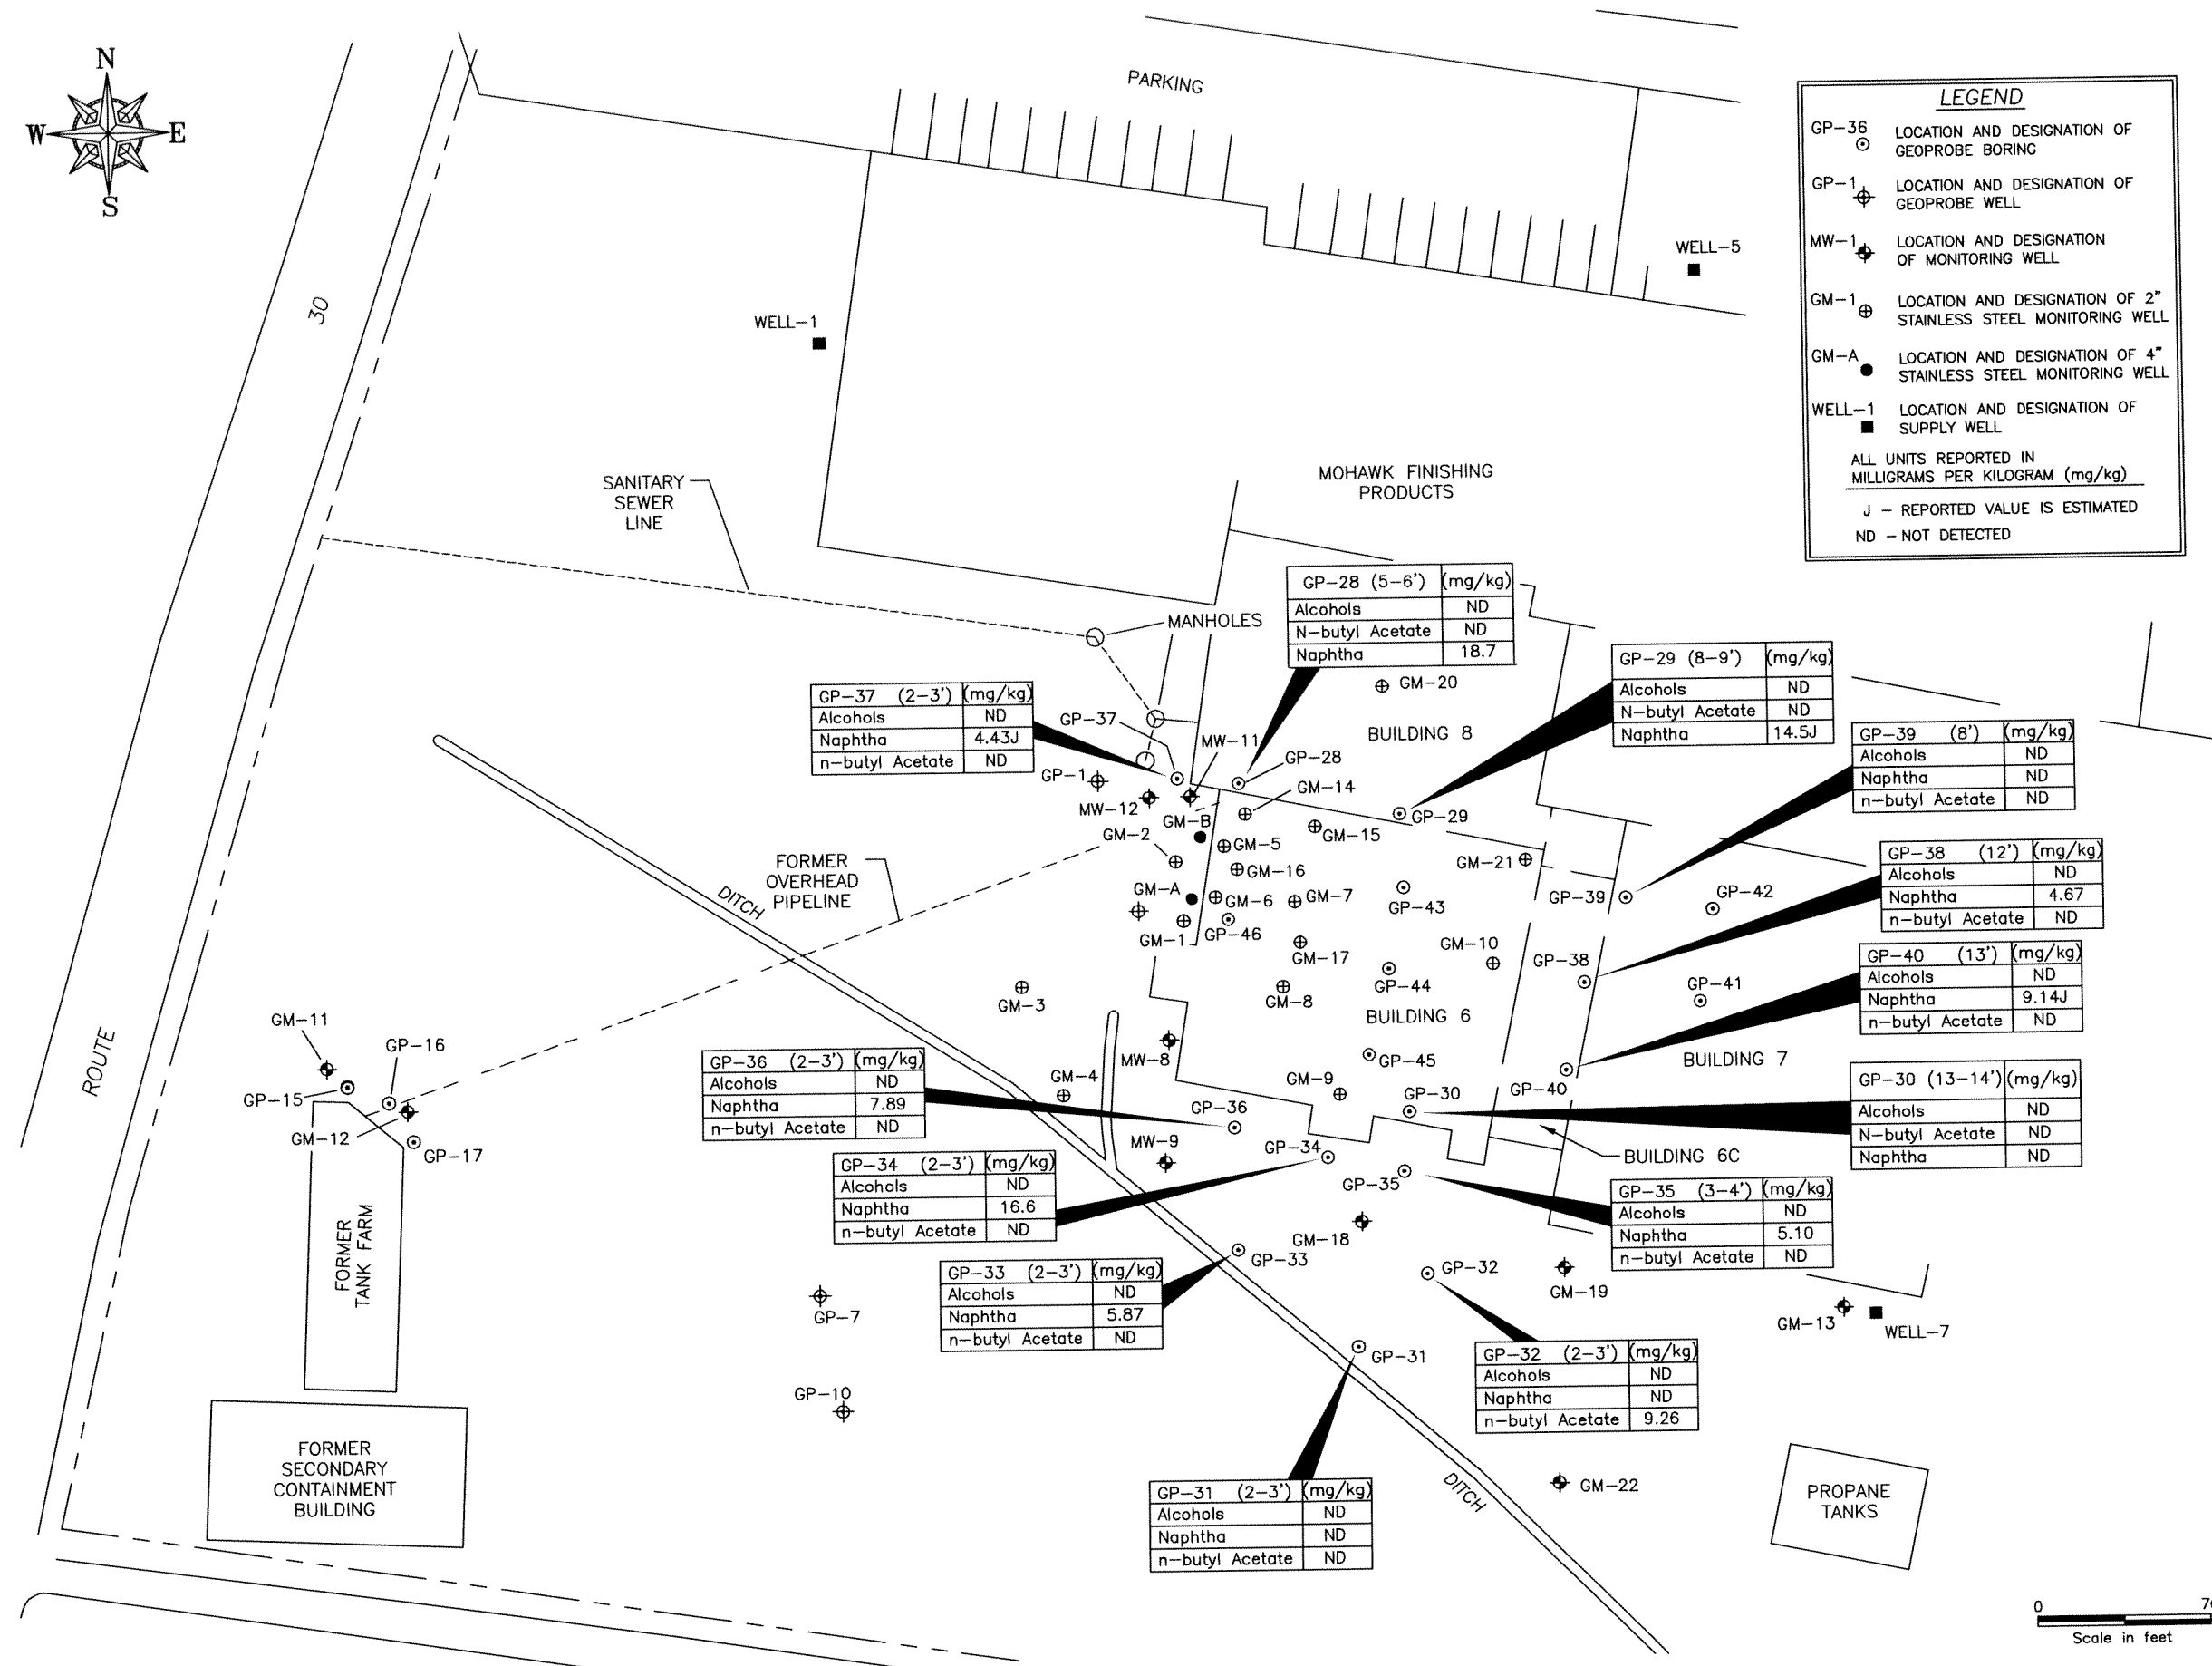 N
W E
S
PARKING
LEGEND
GP-36 LOCATION AND DESIGNATION OF
GEOPROBE BORING
GP-1 LOCATION AND DESIGNATION OF
GEOPROBE WELL
MW-1 LOCATION AND DESIGNATION
OF MONITORING WELL
GM-1 LOCATION AND DESIGNATION OF 2"
STAINLESS STEEL MONITORING WELL
GM-A LOCATION AND DESIGNATION OF 4"
STAINLESS STEEL MONITORING WELL
WELL-1 LOCATION AND DESIGNATION OF
SUPPLY WELL
ALL UNITS REPORTED IN
MILLIGRAMS PER KILOGRAM (mg/kg)
J - REPORTED VALUE IS ESTIMATED
ND - NOT DETECTED
WELL-5
30
WELL-1
SANITARY
SEWER
LINE
MOHAWK FINISHING
PRODUCTS
MANHOLES
GP-28 (5-6') (mg/kg)
Alcohols ND
N-butyl Acetate ND
Naphtha 18.7
GP-29 (8-9') (mg/kg)
Alcohols ND
N-butyl Acetate ND
Naphtha 14.5J
GP-37 (2-3') (mg/kg)
Alcohols ND
Naphtha 4.43J
n-butyl Acetate ND
GP-39 (8') (mg/kg)
Alcohols ND
Naphtha ND
n-butyl Acetate ND
GM-20
BUILDING 8
GP-37
MW-11
GP-28
GP-1
GM-14
MW-12
GM-B
GP-29
GM-15
GM-2
GM-5
GM-21
GM-16
FORMER
OVERHEAD
PIPELINE
DITCH
GM-A
GM-6
GM-7
GP-43
GP-39
GP-42
GP-38 (12') (mg/kg)
Alcohols ND
Naphtha 4.67
n-butyl Acetate ND
GM-1
GP-46
GM-17
GM-10
GP-38
GP-40 (13') (mg/kg)
Alcohols ND
Naphtha 9.14J
n-butyl Acetate ND
GM-3
GM-8
GP-44
GP-41
BUILDING 6
GM-11
GP-16
ROUTE
GP-15
GM-12
GP-17
MW-8
GP-45
BUILDING 7
GP-36 (2-3') (mg/kg)
Alcohols ND
Naphtha 7.89
n-butyl Acetate ND
GM-4
GM-9
GP-40
GP-30
GP-30 (13-14') (mg/kg)
Alcohols ND
N-butyl Acetate ND
Naphtha ND
GP-36
MW-9
GP-34
BUILDING 6C
GP-34 (2-3') (mg/kg)
Alcohols ND
Naphtha 16.6
n-butyl Acetate ND
GP-35
GP-35 (3-4') (mg/kg)
Alcohols ND
Naphtha 5.10
n-butyl Acetate ND
FORMER
TANK FARM
GM-18
GP-33
GP-33 (2-3') (mg/kg)
Alcohols ND
Naphtha 5.87
n-butyl Acetate ND
GP-32
GM-19
GP-7
GM-13
WELL-7
GP-31
GP-32 (2-3') (mg/kg)
Alcohols ND
Naphtha ND
n-butyl Acetate 9.26
GP-10
FORMER
SECONDARY
CONTAINMENT
BUILDING
GP-31 (2-3') (mg/kg)
Alcohols ND
Naphtha ND
n-butyl Acetate ND
DITCH
GM-22
PROPANE
TANKS
0
Scale in feet